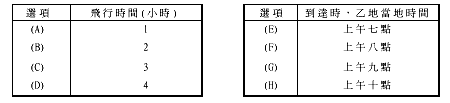 選項 飛行時間(小時)
(A) 1
(B) 2
(C) 3
(D) 4
選項 到達時，乙地當地時間
(E) 上午七點
(F) 上午八點
(G) 上午九點
(H) 上午十點